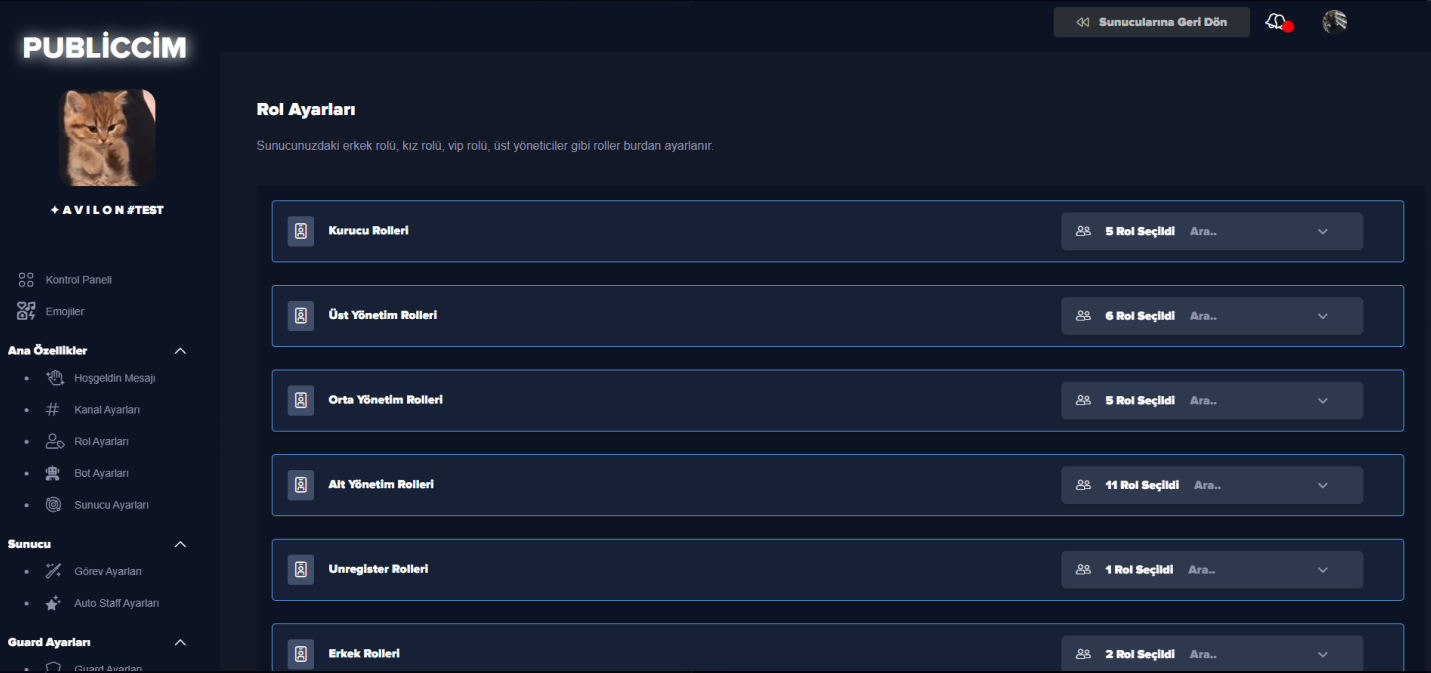 PUBLİCCİM
✦ A V I L O N #TEST
Kontrol Paneli
Emojiler
Ana Özellikler
Hoşgeldin Mesajı
Kanal Ayarları
Rol Ayarları
Bot Ayarları
Sunucu Ayarları
Sunucu
Görev Ayarları
Auto Staff Ayarları
Guard Ayarları
Guard Ayarları
Sunucularına Geri Dön
Rol Ayarları
Sunucunuzdaki erkek rolü, kız rolü, vip rolü, üst yöneticiler gibi roller burdan ayarlanır.
Kurucu Rolleri 5 Rol Seçildi Ara..
Üst Yönetim Rolleri 6 Rol Seçildi Ara..
Orta Yönetim Rolleri 5 Rol Seçildi Ara..
Alt Yönetim Rolleri 11 Rol Seçildi Ara..
Unregister Rolleri 1 Rol Seçildi Ara..
Erkek Rolleri 2 Rol Seçildi Ara..